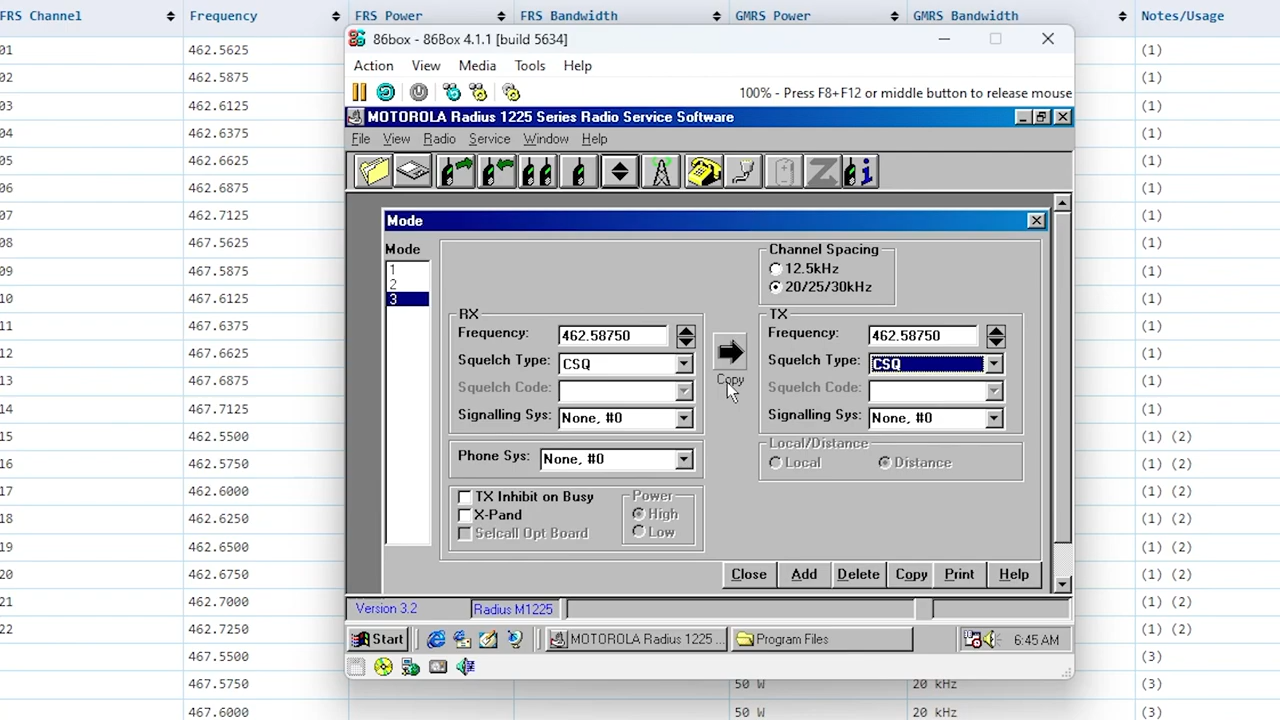 FRS Channel Frequency FRS Power FRS Bandwidth GMRS Power GMRS Bandwidth Notes/Usage
01 462.5625 (1)
02 462.5875 (1)
03 462.6125 (1)
04 462.6375 (1)
05 462.6625 (1)
06 462.6875 (1)
07 462.7125 (1)
08 467.5625 (1)
09 467.5875 (1)
10 467.6125 (1)
11 467.6375 (1)
12 467.6625 (1)
13 467.6875 (1)
14 467.7125 (1)
15 462.5500 (1) (2)
16 462.5750 (1) (2)
17 462.6000 (1) (2)
18 462.6250 (1) (2)
19 462.6500 (1) (2)
20 462.6750 (1) (2)
21 462.7000 (1) (2)
22 462.7250 (1) (2)
467.5500 (3)
467.5750 50 W 20 kHz (3)
467.6000 50 W 20 kHz (3)
86box - 86Box 4.1.1 [build 5634]
Action View Media Tools Help
100% - Press F8+F12 or middle button to release mouse
MOTOROLA Radius 1225 Series Radio Service Software
File View Radio Service Window Help
Mode
Mode
1
2
3
Channel Spacing
12.5kHz
20/25/30kHz
RX
Frequency: 462.58750
Squelch Type: CSQ
Squelch Code:
Signalling Sys: None, #0
Phone Sys: None, #0
TX Inhibit on Busy
X-Pand
Selcall Opt Board
Power
High
Low
Copy
TX
Frequency: 462.58750
Squelch Type: CSQ
Squelch Code:
Signalling Sys: None, #0
Local/Distance
Local Distance
Close Add Delete Copy Print Help
Version 3.2 Radius M1225
Start MOTOROLA Radius 1225 ... Program Files 6:45 AM